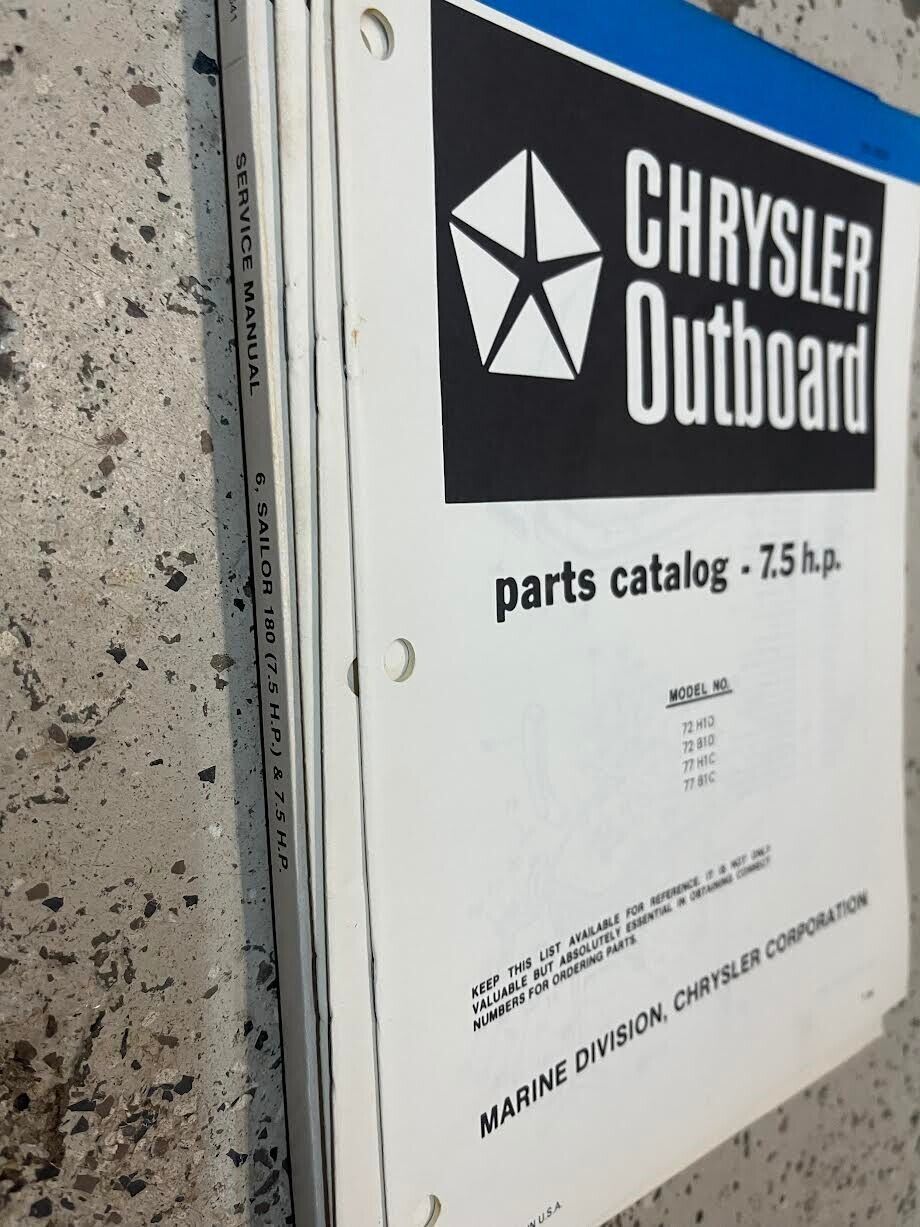 CHRYSLER
Outboard
parts catalog - 7.5 h.p.
MODEL NO.
72 H1D
72 B1D
77 H1C
77 B1C
KEEP THIS LIST AVAILABLE FOR REFERENCE. IT IS NOT ONLY
VALUABLE BUT ABSOLUTELY ESSENTIAL IN OBTAINING CORRECT
NUMBERS FOR ORDERING PARTS.
MARINE DIVISION, CHRYSLER CORPORATION
U.S.A.
SERVICE MANUAL 6, SAILOR 180 (7.5 H.P.) & 7.5 H.P.